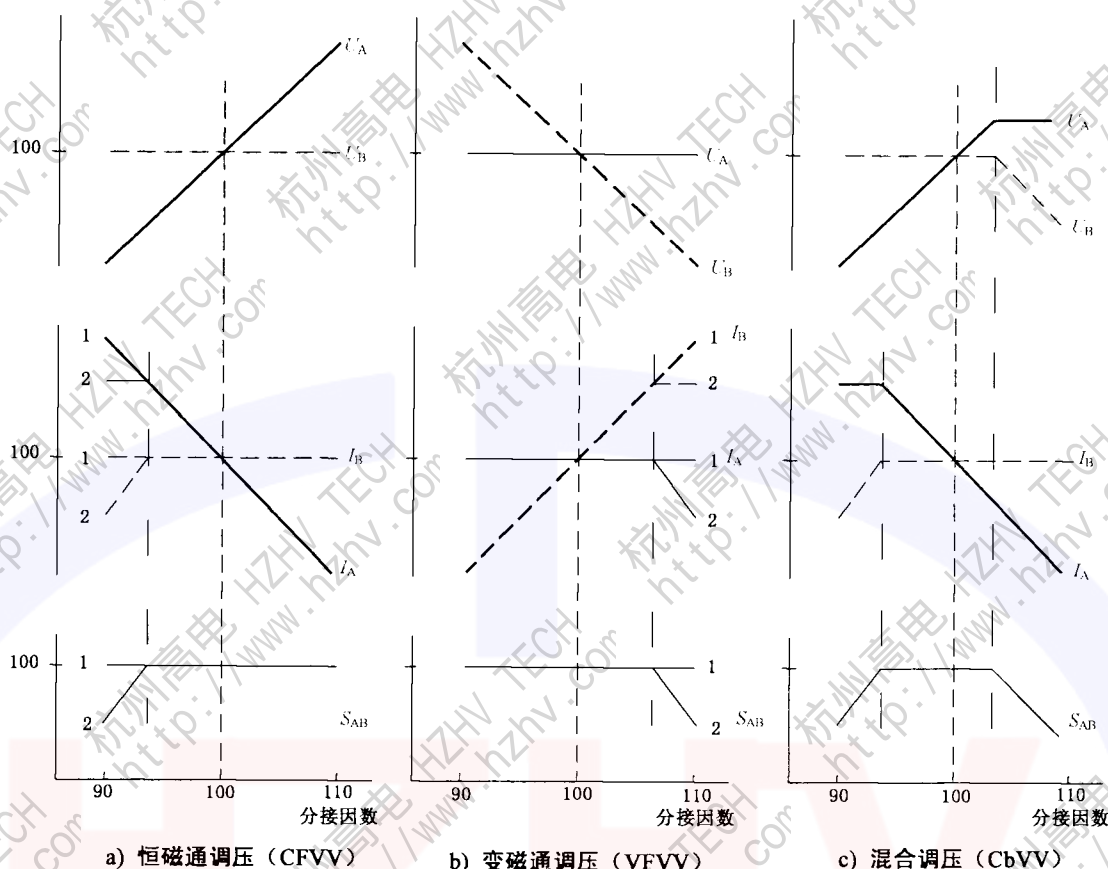 U_A
100
U_B
1
2
100
1
I_B
2
I_A
100
1
2
S_AB
90
100
110
分接因数
a) 恒磁通调压（CFVV）
U_A
U_B
1 I_B
2
1 I_A
2
1
2
S_AB
90
100
110
分接因数
b) 变磁通调压（VFVV）
U_A
U_B
I_B
I_A
S_AB
90
100
110
分接因数
c) 混合调压（CbVV）
杭州高电 HZHV TECH
http://www.hzhv.com